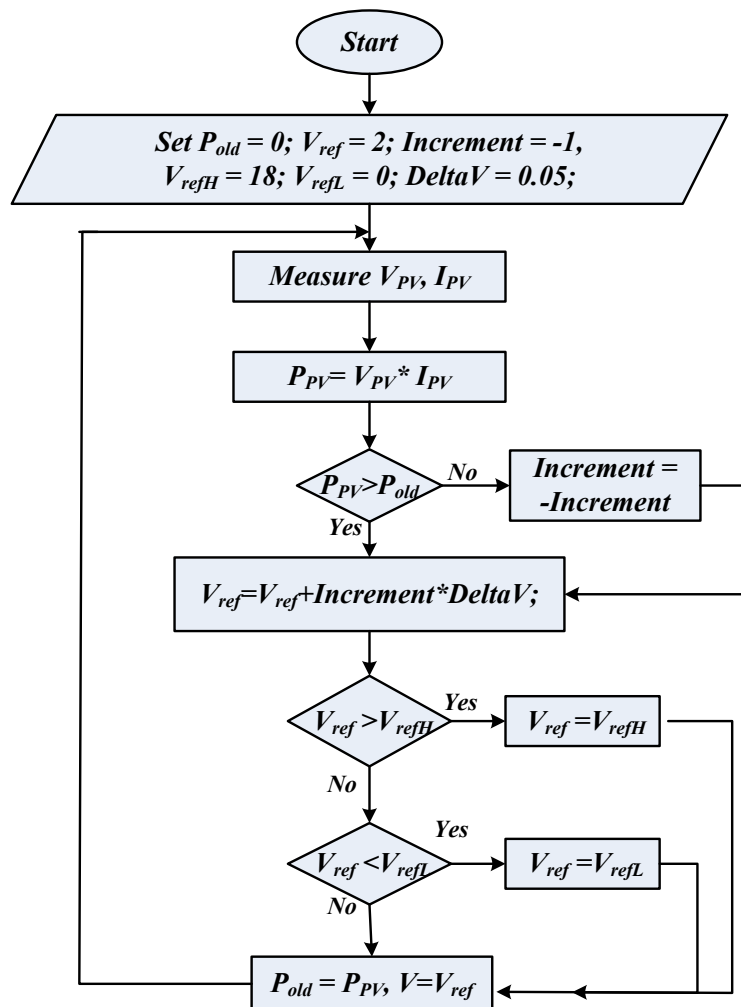 Start
Set P_old = 0; V_ref = 2; Increment = -1,
V_refH = 18; V_refL = 0; DeltaV = 0.05;
Measure V_PV, I_PV
P_PV= V_PV* I_PV
P_PV>P_old
No
Increment =
-Increment
Yes
V_ref=V_ref+Increment*DeltaV;
V_ref >V_refH
Yes
V_ref =V_refH
No
V_ref <V_refL
Yes
V_ref =V_refL
No
P_old = P_PV, V=V_ref